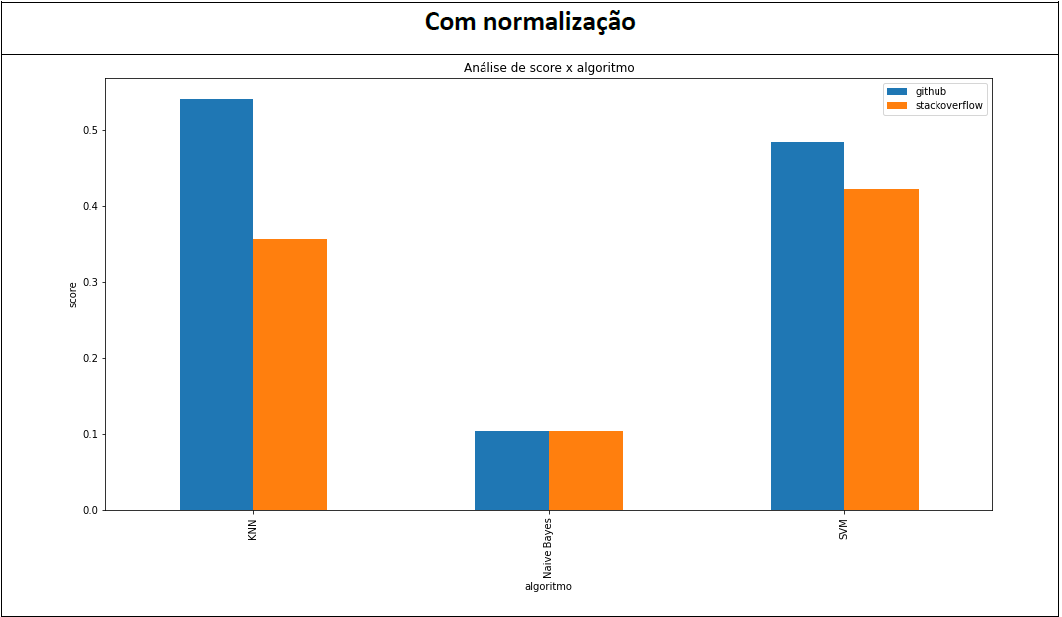 Com normalização
Análise de score x algoritmo
github
stackoverflow
0.5
0.4
0.3
0.2
0.1
0.0
score
KNN
Naive Bayes
SVM
algoritmo